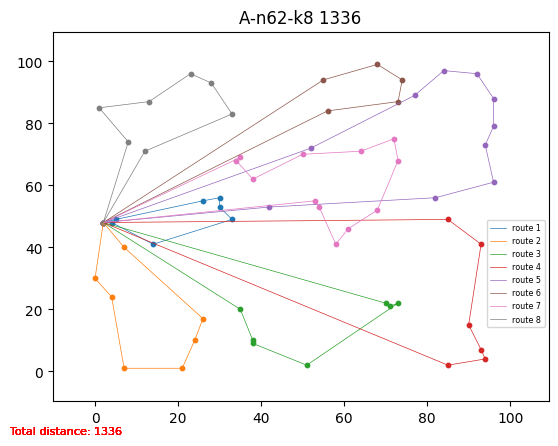 A-n62-k8 1336
100
80
60
40
20
0
0 20 40 60 80 100
route 1
route 2
route 3
route 4
route 5
route 6
route 7
route 8
Total distance: 1336